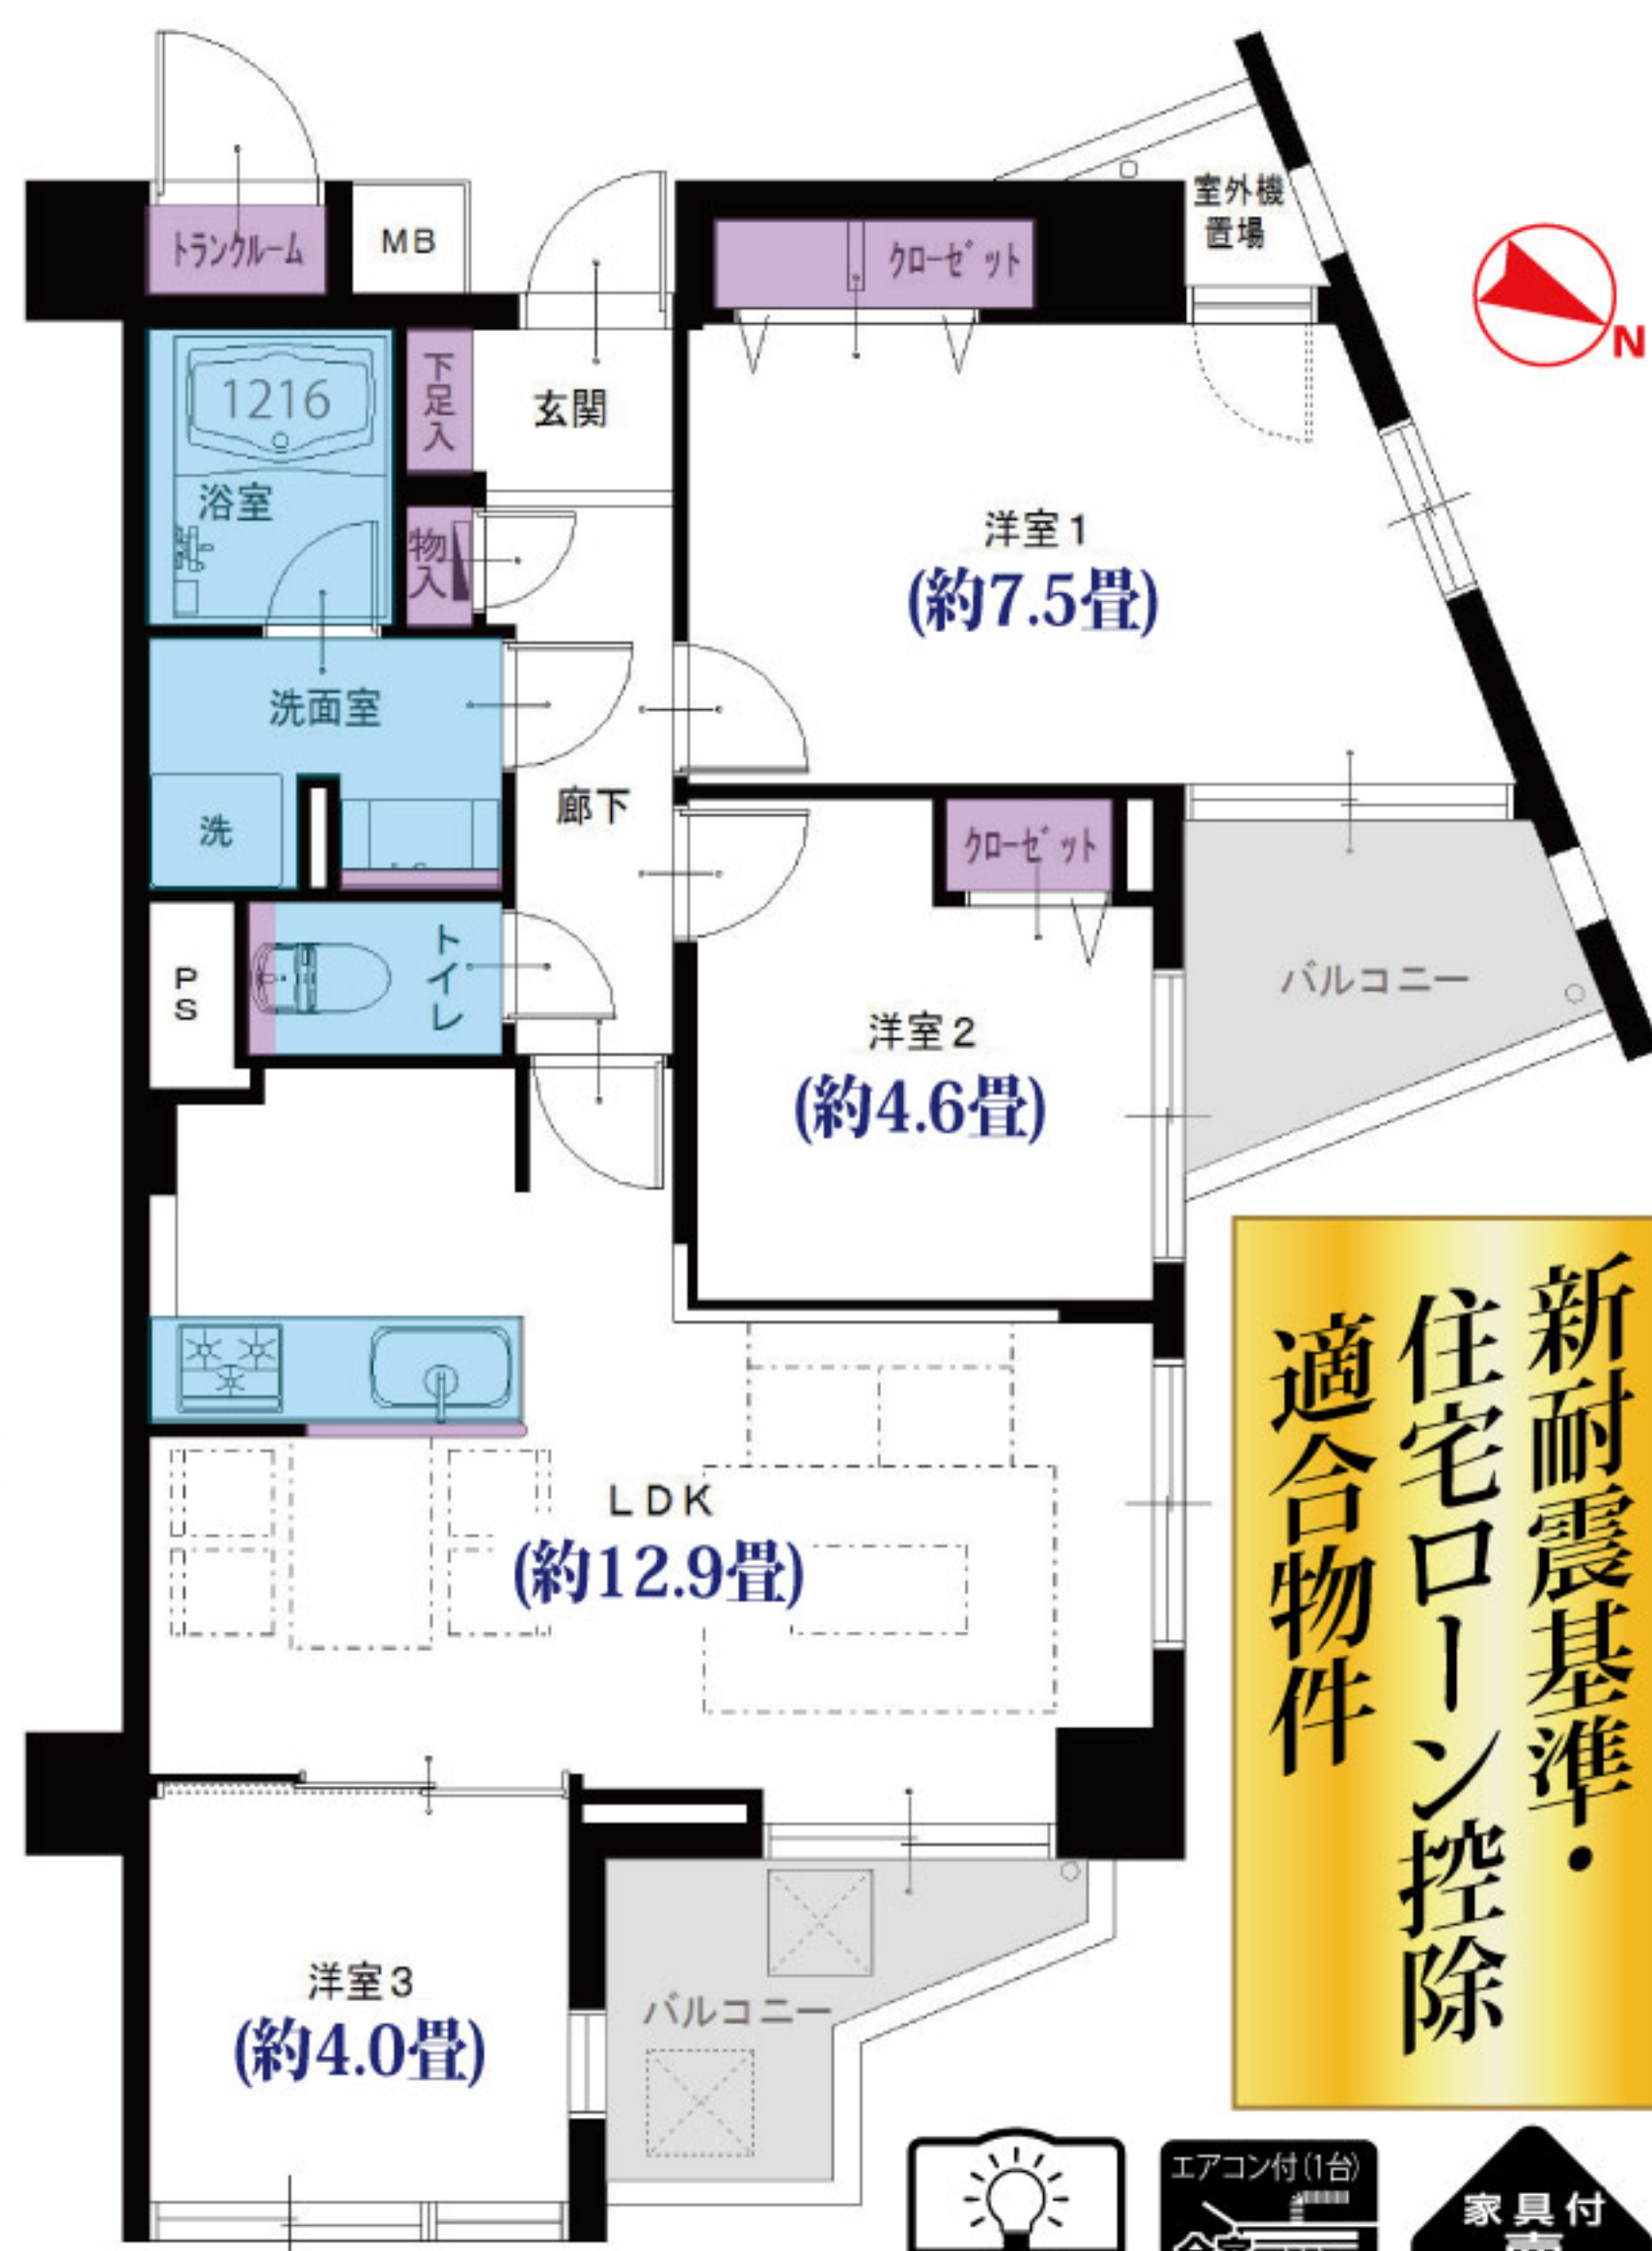 トランクルーム
MB
クローゼット
室外機
置場
N
1216
浴室
下足入
玄関
物入
洋室1
(約7.5畳)
洗面室
洗
廊下
クローゼット
バルコニー
PS
トイレ
洋室2
(約4.6畳)
新耐震基準・
住宅ローン控除
適合物件
LDK
(約12.9畳)
洋室3
(約4.0畳)
バルコニー
エアコン付(1台)
家具付